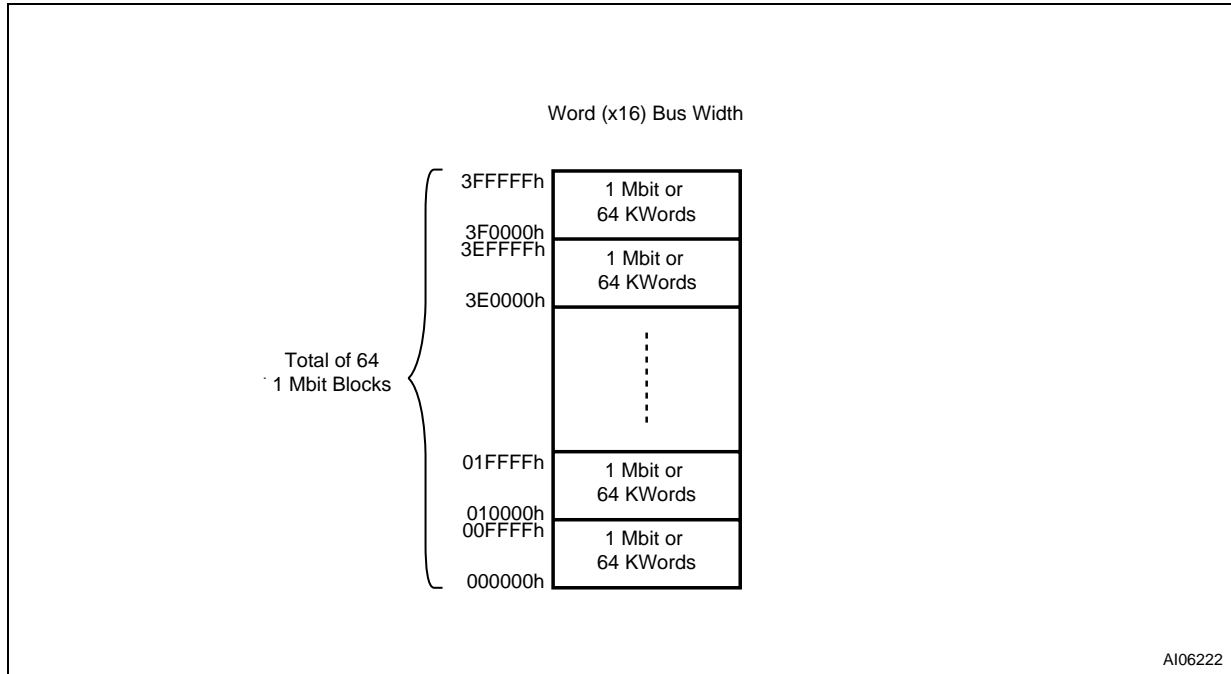 Word (x16) Bus Width
3FFFFFh
1 Mbit or
64 KWords
3F0000h
3EFFFFh
1 Mbit or
64 KWords
3E0000h
Total of 64
1 Mbit Blocks
01FFFFh
1 Mbit or
64 KWords
010000h
00FFFFh
1 Mbit or
64 KWords
000000h
AI06222